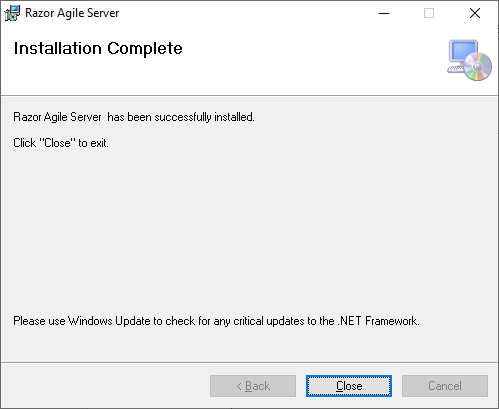 Razor Agile Server
Installation Complete
Razor Agile Server  has been successfully installed.
Click "Close" to exit.
Please use Windows Update to check for any critical updates to the .NET Framework.
< Back
Close
Cancel